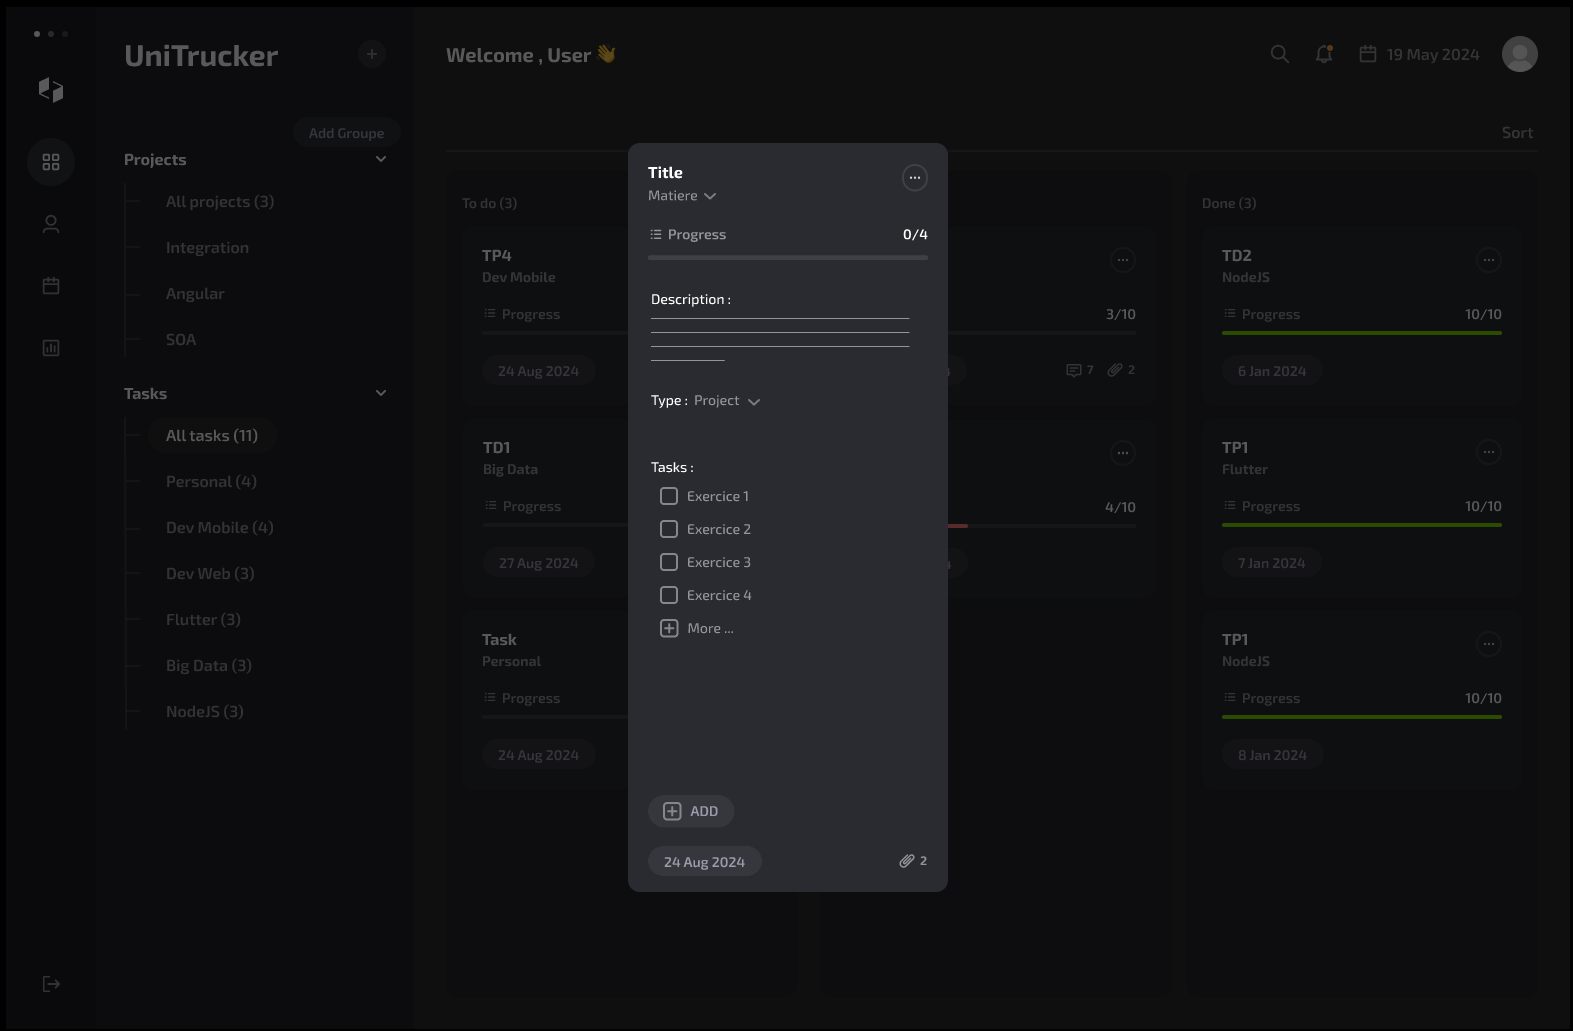 UniTrucker
Welcome , User 👋
19 May 2024
Add Groupe
Sort
Projects
All projects (3)
Integration
Angular
SOA
Tasks
All tasks (11)
Personal (4)
Dev Mobile (4)
Dev Web (3)
Flutter (3)
Big Data (3)
NodeJS (3)
To do (3)
TP4
Dev Mobile
Progress
24 Aug 2024
TD1
Big Data
Progress
27 Aug 2024
Task
Personal
Progress
24 Aug 2024
Title
Matiere
Progress 0/4
Description :
Type : Project
Tasks :
Exercice 1
Exercice 2
Exercice 3
Exercice 4
More ...
ADD
24 Aug 2024 2
3/10
7 2
4/10
Done (3)
TD2
NodeJS
Progress 10/10
6 Jan 2024
TP1
Flutter
Progress 10/10
7 Jan 2024
TP1
NodeJS
Progress 10/10
8 Jan 2024